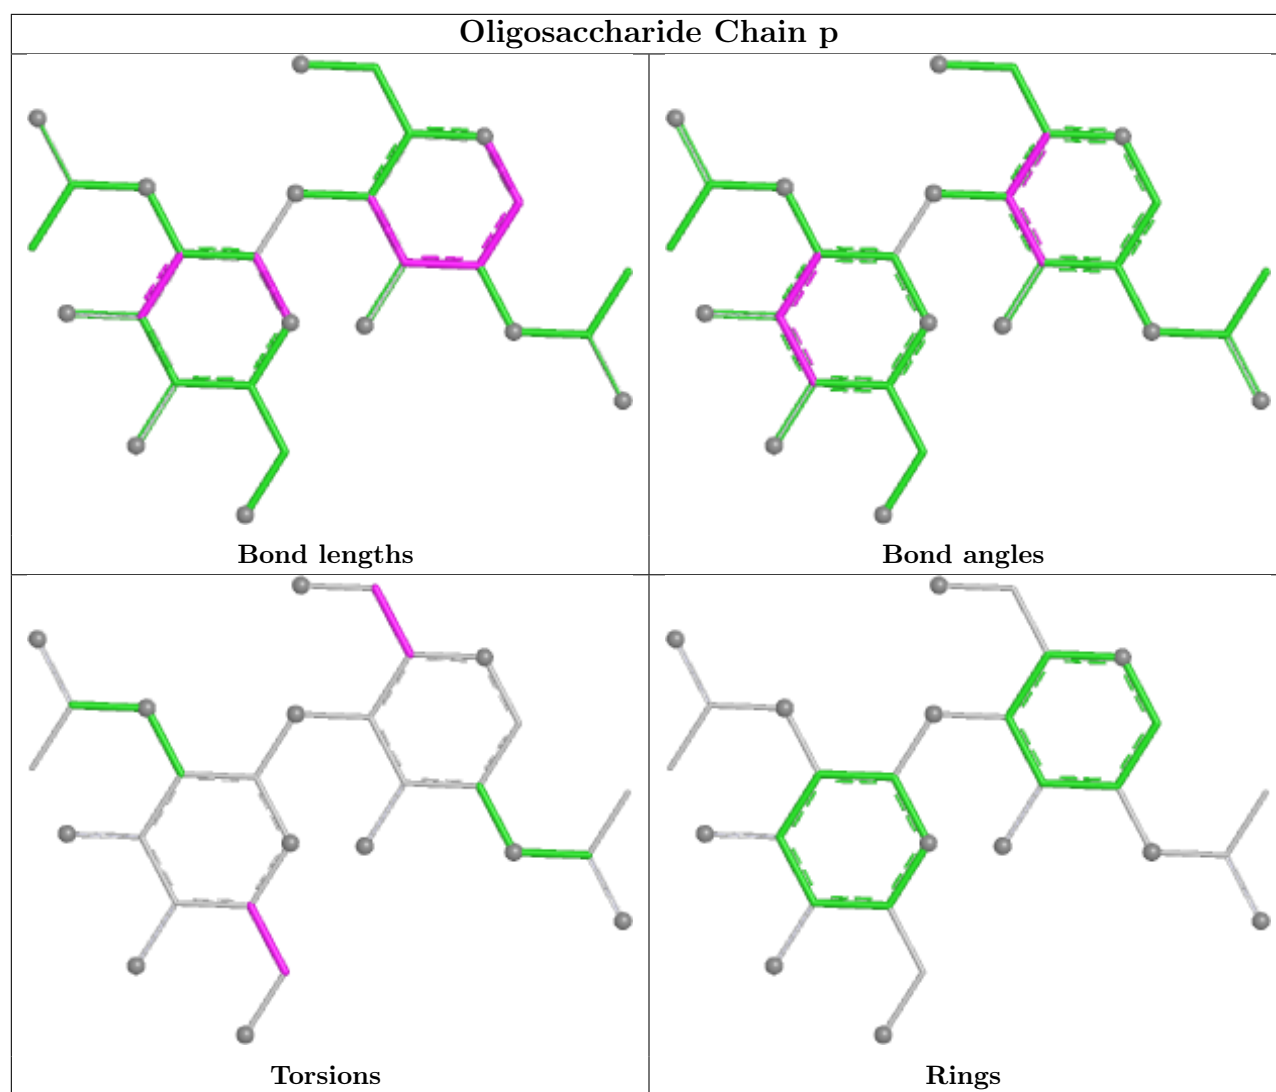 Oligosaccharide Chain p
Bond lengths
Bond angles
Torsions
Rings